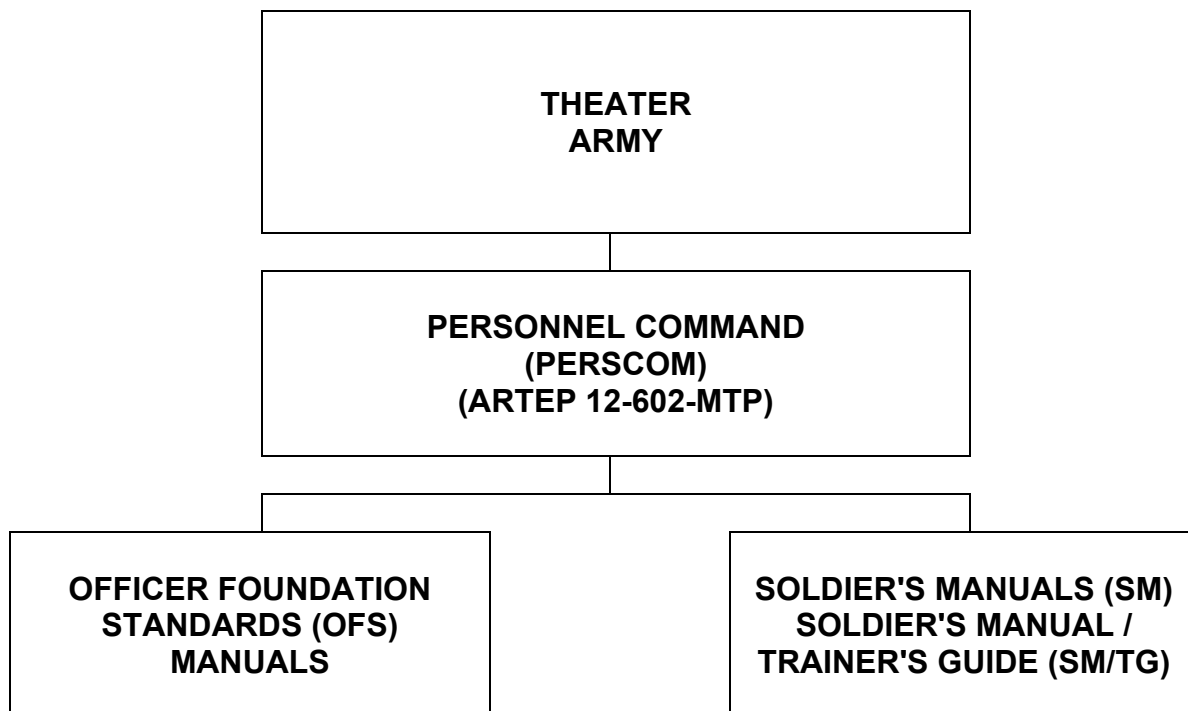 THEATER
ARMY
PERSONNEL COMMAND
(PERSCOM)
(ARTEP 12-602-MTP)
OFFICER FOUNDATION
STANDARDS (OFS)
MANUALS
SOLDIER'S MANUALS (SM)
SOLDIER'S MANUAL /
TRAINER'S GUIDE (SM/TG)